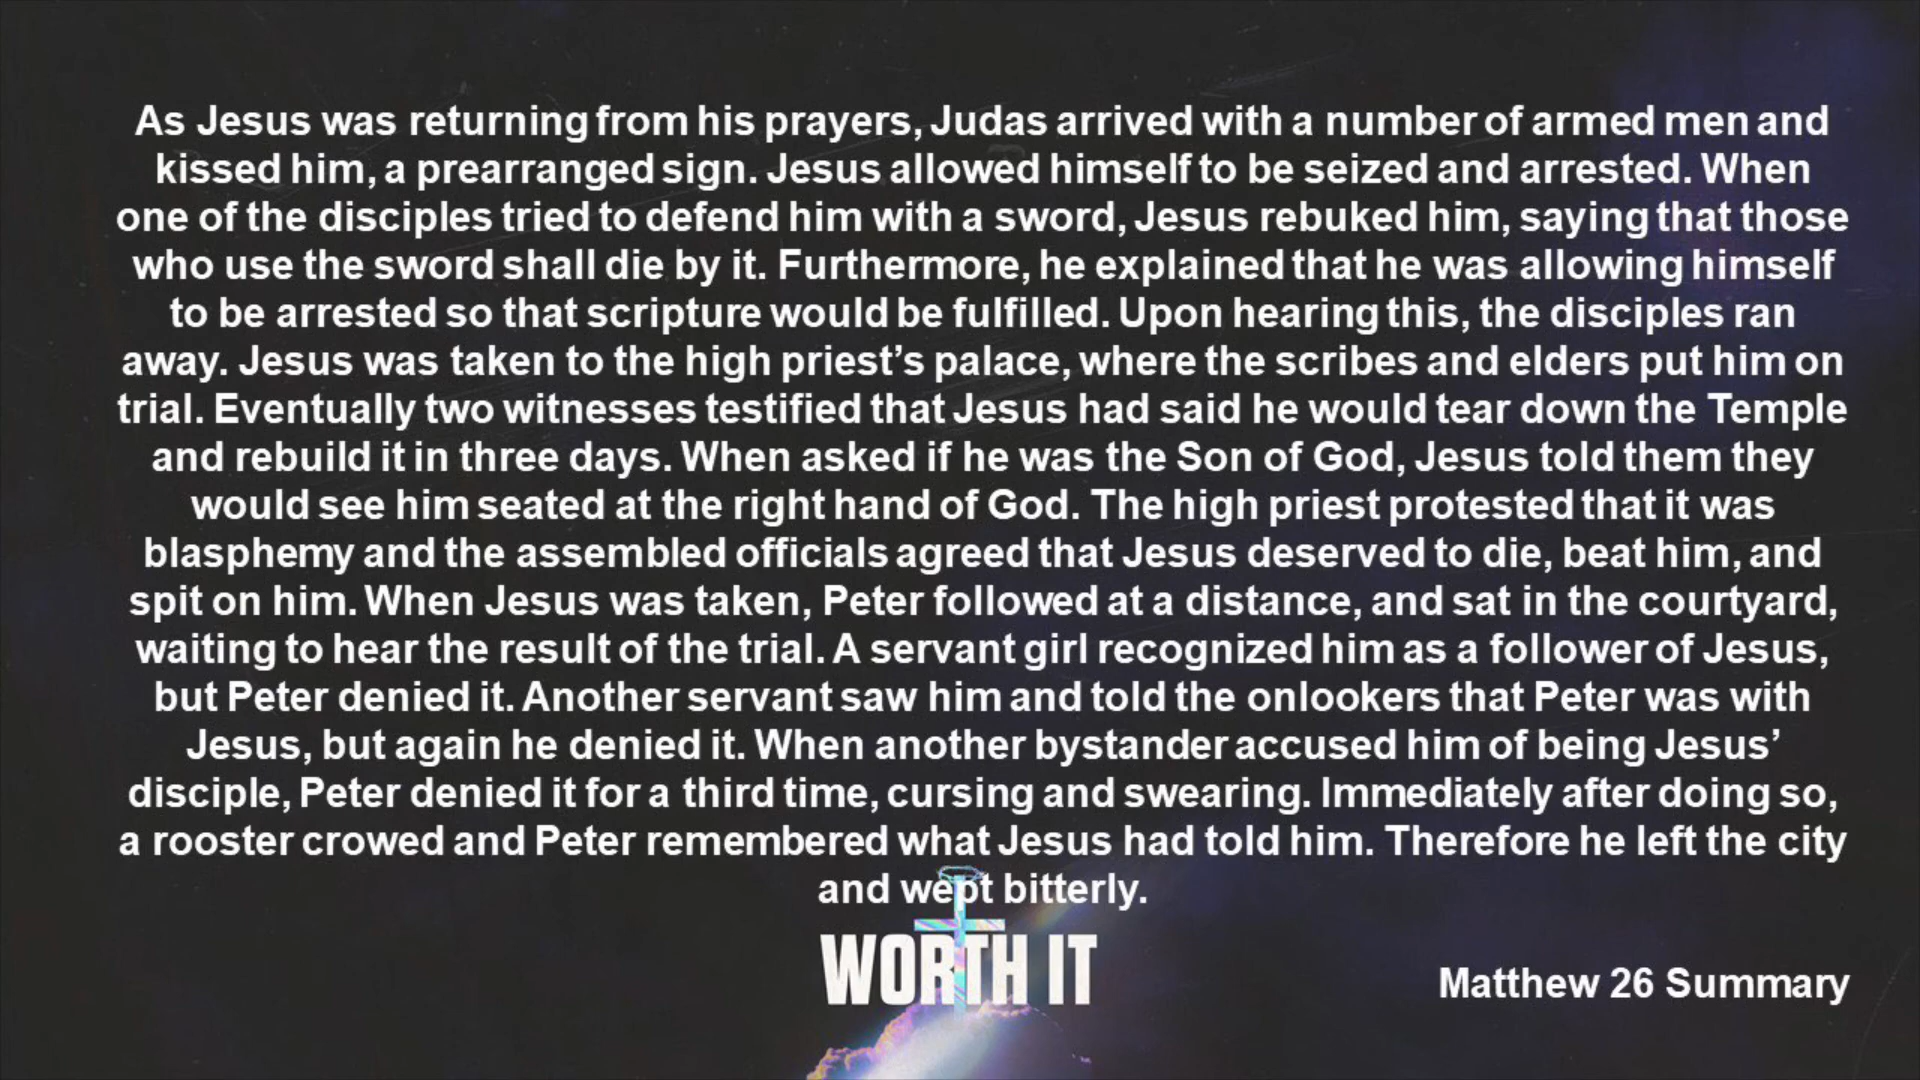 As Jesus was returning from his prayers, Judas arrived with a number of armed men and
kissed him, a prearranged sign. Jesus allowed himself to be seized and arrested. When
one of the disciples tried to defend him with a sword, Jesus rebuked him, saying that those
who use the sword shall die by it. Furthermore, he explained that he was allowing himself
to be arrested so that scripture would be fulfilled. Upon hearing this, the disciples ran
away. Jesus was taken to the high priest’s palace, where the scribes and elders put him on
trial. Eventually two witnesses testified that Jesus had said he would tear down the Temple
and rebuild it in three days. When asked if he was the Son of God, Jesus told them they
would see him seated at the right hand of God. The high priest protested that it was
blasphemy and the assembled officials agreed that Jesus deserved to die, beat him, and
spit on him. When Jesus was taken, Peter followed at a distance, and sat in the courtyard,
waiting to hear the result of the trial. A servant girl recognized him as a follower of Jesus,
but Peter denied it. Another servant saw him and told the onlookers that Peter was with
Jesus, but again he denied it. When another bystander accused him of being Jesus’
disciple, Peter denied it for a third time, cursing and swearing. Immediately after doing so,
a rooster crowed and Peter remembered what Jesus had told him. Therefore he left the city
and wept bitterly.
WORTH IT
Matthew 26 Summary